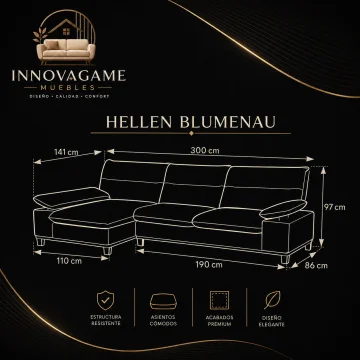 INNOVAGAME
MUEBLES
DISEÑO • CALIDAD • CONFORT
HELLEN BLUMENAU
141 cm
300 cm
97 cm
110 cm
190 cm
86 cm
ESTRUCTURA
RESISTENTE
ASIENTOS
CÓMODOS
ACABADOS
PREMIUM
DISEÑO
ELEGANTE